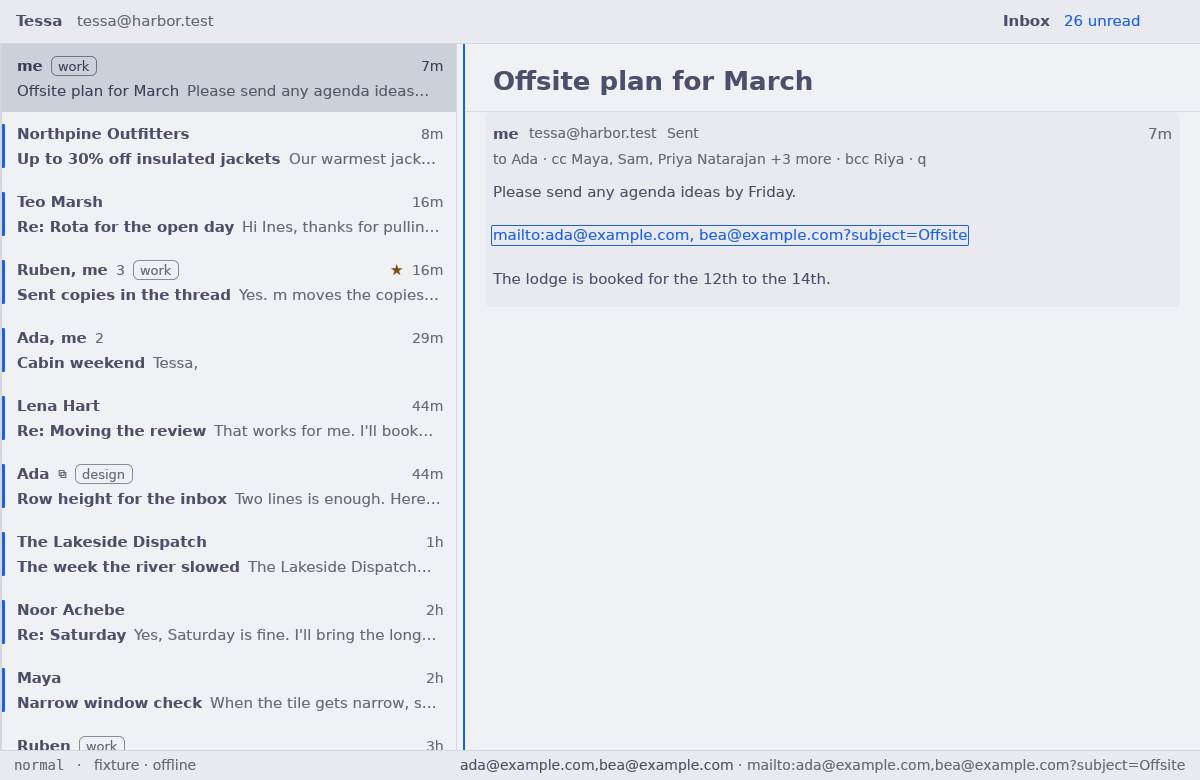 Tessa tessa@harbor.test Inbox 26 unread
me work 7m
Offsite plan for March Please send any agenda ideas…
Northpine Outfitters 8m
Up to 30% off insulated jackets Our warmest jack…
Teo Marsh 16m
Re: Rota for the open day Hi Ines, thanks for pullin…
Ruben, me 3 work ★ 16m
Sent copies in the thread Yes. m moves the copies…
Ada, me 2 29m
Cabin weekend Tessa,
Lena Hart 44m
Re: Moving the review That works for me. I'll book…
Ada ⧉ design 44m
Row height for the inbox Two lines is enough. Here…
The Lakeside Dispatch 1h
The week the river slowed The Lakeside Dispatch…
Noor Achebe 2h
Re: Saturday Yes, Saturday is fine. I'll bring the long…
Maya 2h
Narrow window check When the tile gets narrow, s…
Ruben work 3h
Offsite plan for March
me tessa@harbor.test Sent 7m
to Ada · cc Maya, Sam, Priya Natarajan +3 more · bcc Riya · q
Please send any agenda ideas by Friday.
mailto:ada@example.com, bea@example.com?subject=Offsite
The lodge is booked for the 12th to the 14th.
normal · fixture · offline ada@example.com,bea@example.com · mailto:ada@example.com,bea@example.com?subject=Offsite